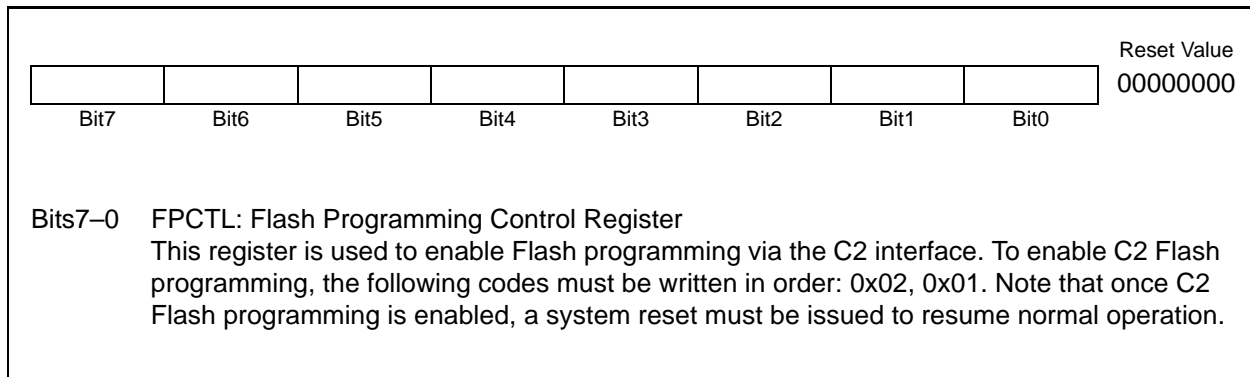 Reset Value
00000000
Bit7 Bit6 Bit5 Bit4 Bit3 Bit2 Bit1 Bit0
Bits7–0 FPCTL: Flash Programming Control Register
This register is used to enable Flash programming via the C2 interface. To enable C2 Flash
programming, the following codes must be written in order: 0x02, 0x01. Note that once C2
Flash programming is enabled, a system reset must be issued to resume normal operation.